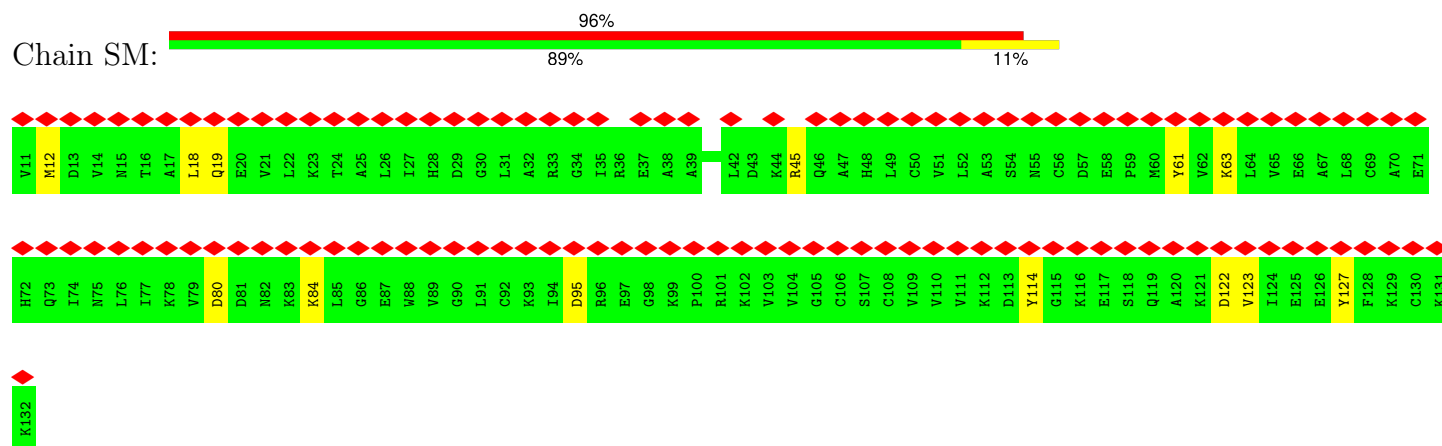 96%
Chain SM:
89% 11%
V11 M12 D13 V14 N15 T16 A17 L18 Q19 E20 V21 L22 K23 T24 A25 L26 I27 H28 D29 G30 L31 A32 R33 G34 I35 R36 E37 A38 A39 L42 D43 K44 R45 Q46 A47 H48 L49 C50 V51 L52 A53 S54 N55 C56 D57 E58 P59 M60 Y61 V62 K63 L64 V65 E66 A67 L68 C69 A70 E71
H72 Q73 I74 N75 L76 I77 K78 V79 D80 D81 N82 K83 K84 L85 G86 E87 W88 V89 G90 L91 C92 K93 I94 D95 R96 E97 G98 K99 P100 R101 K102 V103 V104 G105 C106 S107 C108 V109 V110 V111 K112 D113 Y114 G115 K116 E117 S118 Q119 A120 K121 D122 V123 I124 E125 E126 Y127 F128 K129 C130 K131
K132